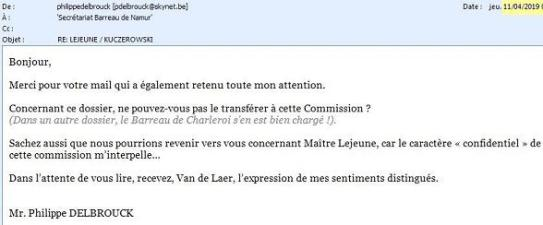 De : philippedelbrouck [pdelbrouck@skynet.be] Date : jeu. 11/04/2019
À : 'Secrétariat Barreau de Namur'
Cc :
Objet : RE: LEJEUNE / KUCZEROWSKI
Bonjour,
Merci pour votre mail qui a également retenu toute mon attention.
Concernant ce dossier, ne pouvez-vous pas le transférer à cette Commission ?
(Dans un autre dossier, le Barreau de Charleroi s'en est bien chargé !).
Sachez aussi que nous pourrions revenir vers vous concernant Maître Lejeune, car le caractère « confidentiel » de
cette commission m'interpelle...
Dans l'attente de vous lire, recevez, Van de Laer, l'expression de mes sentiments distingués.
Mr. Philippe DELBROUCK